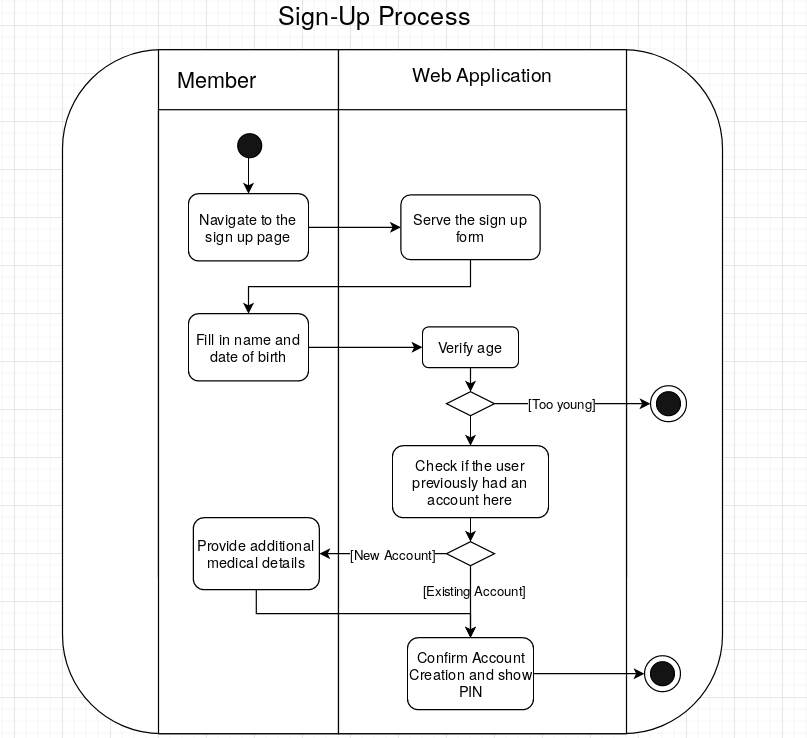 Sign-Up Process
Member
Web Application
Navigate to the
sign up page
Serve the sign up
form
Fill in name and
date of birth
Verify age
[Too young]
Check if the user
previously had an
account here
Provide additional
medical details
[New Account]
[Existing Account]
Confirm Account
Creation and show
PIN